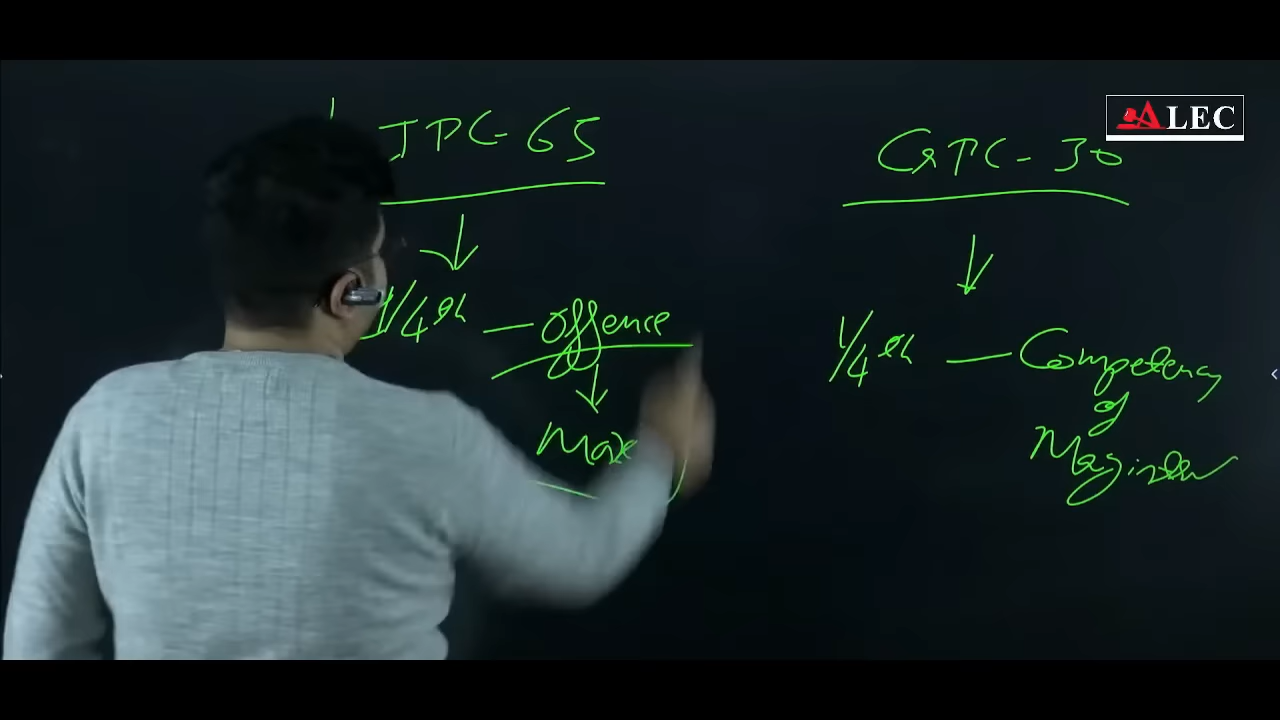 IPC - 65
1/4th — Offence
Max
CrPC - 30
1/4th — Competency
of
Magistrate
ALEC